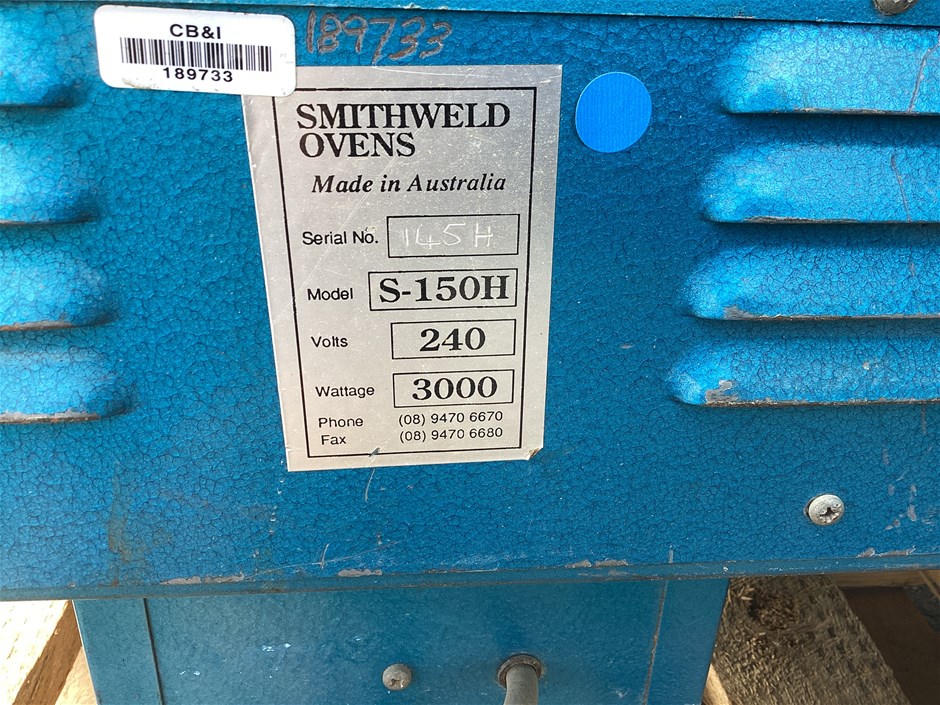 CB&I
189733
189733
SMITHWELD
OVENS
Made in Australia
Serial No. 145H
Model S-150H
Volts 240
Wattage 3000
Phone (08) 9470 6670
Fax (08) 9470 6680